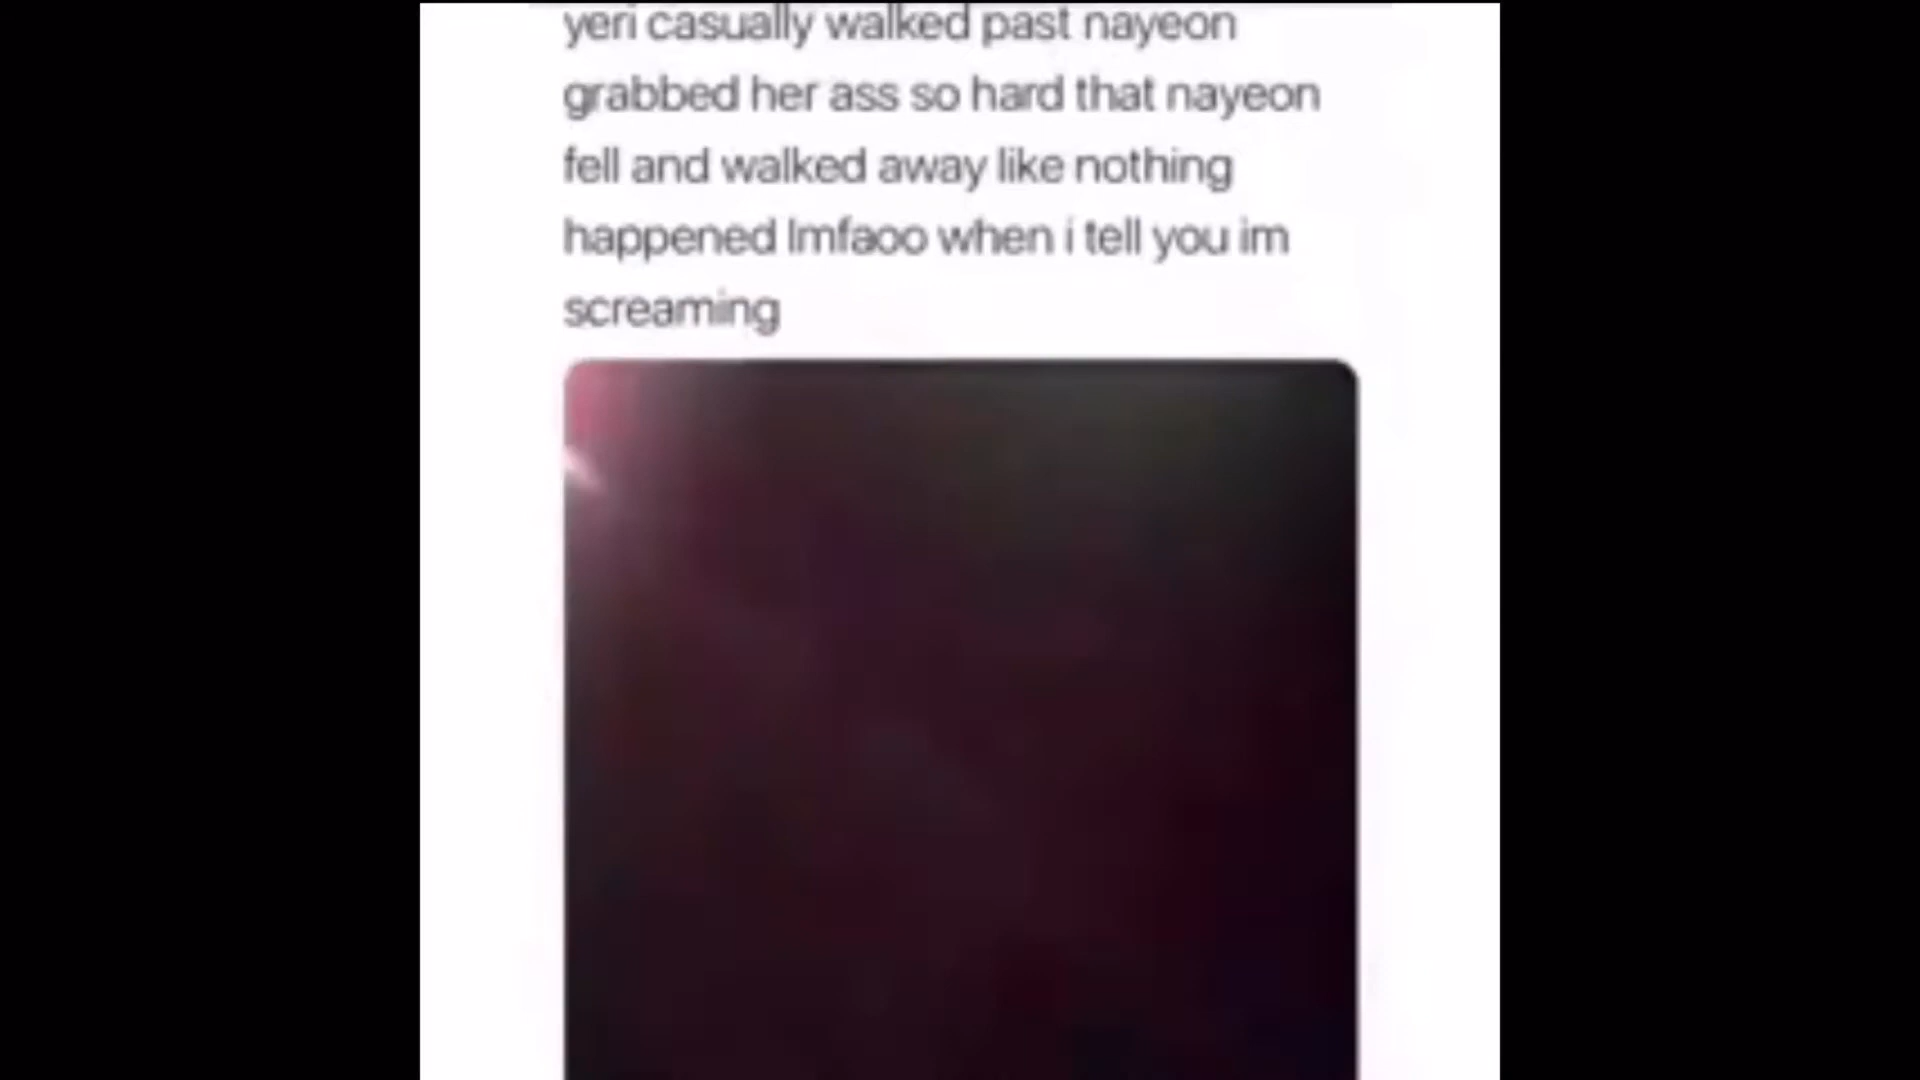 yeri casually walked past nayeon
grabbed her ass so hard that nayeon
fell and walked away like nothing
happened lmfaoo when i tell you im
screaming